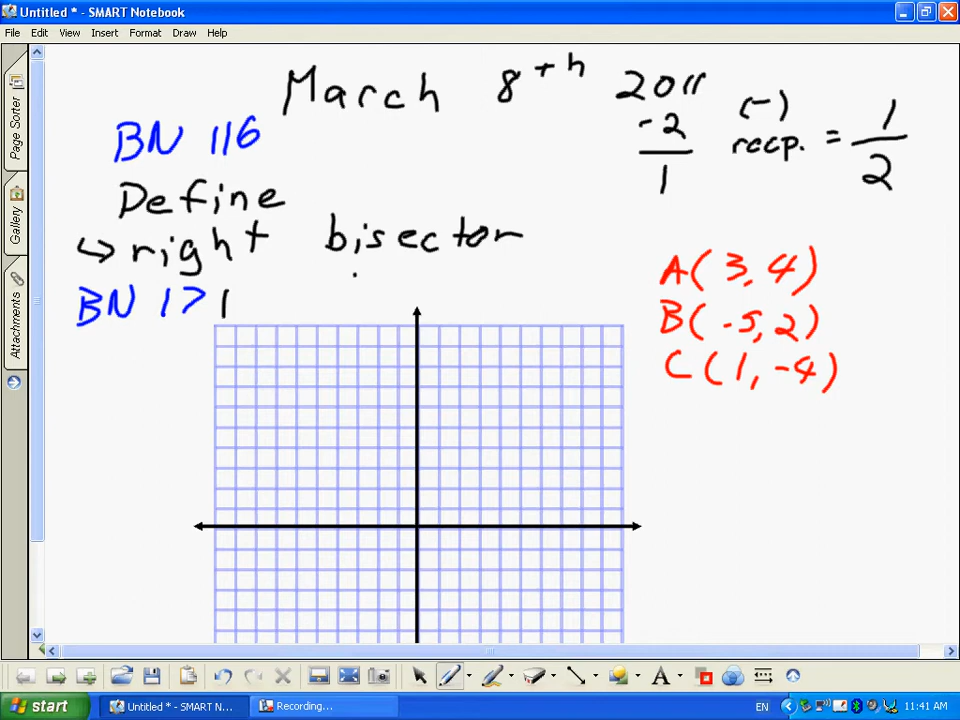 Untitled * - SMART Notebook
File Edit View Insert Format Draw Help
Page Sorter
Gallery
Attachments
March 8th 2011
BN 116
-2/1 (-) recp. = 1/2
Define
↪ right bisector
BN 17 1
A(3,4)
B(-5,2)
C(1,-4)
start
Untitled * - SMART N...
Recording...
EN
11:41 AM